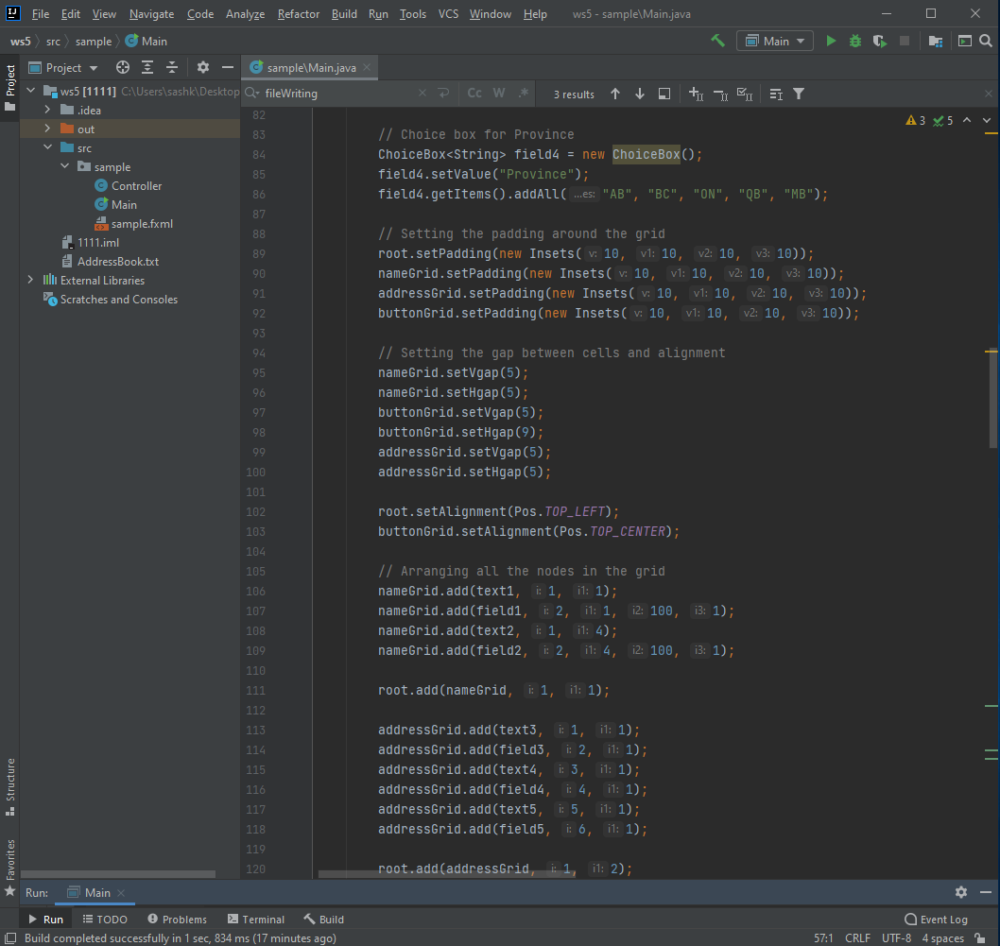 File Edit View Navigate Code Analyze Refactor Build Run Tools VCS Window Help ws5 - sample\Main.java
ws5 src sample Main
Main
Project
Project
sample\Main.java
ws5 [1111] C:\Users\sashk\Desktop
.idea
out
src
sample
Controller
Main
sample.fxml
1111.iml
AddressBook.txt
External Libraries
Scratches and Consoles
fileWriting
Cc W .*
3 results
3 5
82
83 // Choice box for Province
84 ChoiceBox<String> field4 = new ChoiceBox();
85 field4.setValue("Province");
86 field4.getItems().addAll( ...es: "AB", "BC", "ON", "QB", "MB");
87
88 // Setting the padding around the grid
89 root.setPadding(new Insets( v: 10, v1: 10, v2: 10, v3: 10));
90 nameGrid.setPadding(new Insets( v: 10, v1: 10, v2: 10, v3: 10));
91 addressGrid.setPadding(new Insets( v: 10, v1: 10, v2: 10, v3: 10));
92 buttonGrid.setPadding(new Insets( v: 10, v1: 10, v2: 10, v3: 10));
93
94 // Setting the gap between cells and alignment
95 nameGrid.setVgap(5);
96 nameGrid.setHgap(5);
97 buttonGrid.setVgap(5);
98 buttonGrid.setHgap(9);
99 addressGrid.setVgap(5);
100 addressGrid.setHgap(5);
101
102 root.setAlignment(Pos.TOP_LEFT);
103 buttonGrid.setAlignment(Pos.TOP_CENTER);
104
105 // Arranging all the nodes in the grid
106 nameGrid.add(text1, i: 1, i1: 1);
107 nameGrid.add(field1, i: 2, i1: 1, i2: 100, i3: 1);
108 nameGrid.add(text2, i: 1, i1: 4);
109 nameGrid.add(field2, i: 2, i1: 4, i2: 100, i3: 1);
110
111 root.add(nameGrid, i: 1, i1: 1);
112
113 addressGrid.add(text3, i: 1, i1: 1);
114 addressGrid.add(field3, i: 2, i1: 1);
115 addressGrid.add(text4, i: 3, i1: 1);
116 addressGrid.add(field4, i: 4, i1: 1);
117 addressGrid.add(text5, i: 5, i1: 1);
118 addressGrid.add(field5, i: 6, i1: 1);
119
120 root.add(addressGrid, i: 1, i1: 2);
Structure
Favorites
Run: Main
Run TODO Problems Terminal Build Event Log
Build completed successfully in 1 sec, 834 ms (17 minutes ago) 57:1 CRLF UTF-8 4 spaces